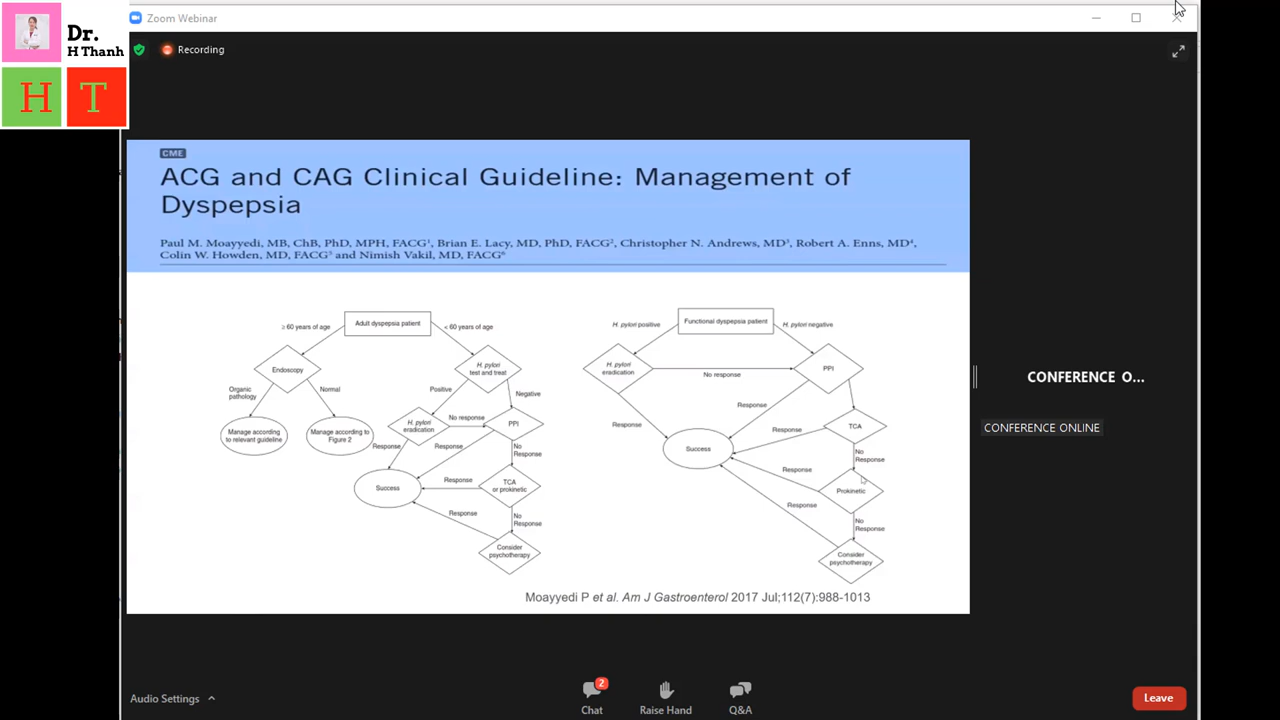 Zoom Webinar
Dr.
H Thanh
H T
Recording
CME
ACG and CAG Clinical Guideline: Management of
Dyspepsia
Paul M. Moayyedi, MB, ChB, PhD, MPH, FACG¹, Brian E. Lacy, MD, PhD, FACG², Christopher N. Andrews, MD³, Robert A. Enns, MD⁴,
Colin W. Howden, MD, FACG⁵ and Nimish Vakil, MD, FACG⁶
≥ 60 years of age
Adult dyspepsia patient
< 60 years of age
Endoscopy
H. pylori
test and treat
Organic
pathology
Normal
Positive
Negative
Manage according
to relevant guideline
Manage according to
Figure 2
H. pylori
eradication
No response
PPI
Response
Response
No
Response
Success
Response
TCA
or prokinetic
Response
No
Response
Consider
psychotherapy
H. pylori positive
Functional dyspepsia patient
H. pylori negative
H. pylori
eradication
No response
PPI
Response
Response
Response
TCA
Success
No
Response
Response
Prokinetic
Response
No
Response
Consider
psychotherapy
Moayyedi P et al. Am J Gastroenterol 2017 Jul;112(7):988-1013
CONFERENCE O...
CONFERENCE ONLINE
Audio Settings
2
Chat
Raise Hand
Q&A
Leave